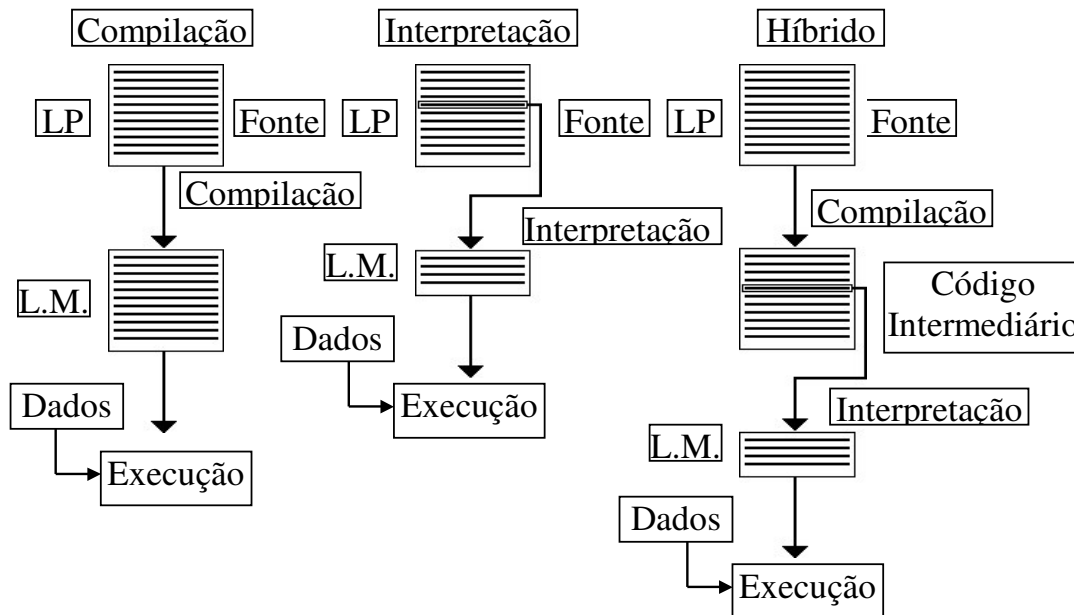 Compilação
LP
Fonte
Compilação
L.M.
Dados
Execução
Interpretação
LP
Fonte
Interpretação
L.M.
Dados
Execução
Híbrido
LP
Fonte
Compilação
Código
Intermediário
Interpretação
L.M.
Dados
Execução